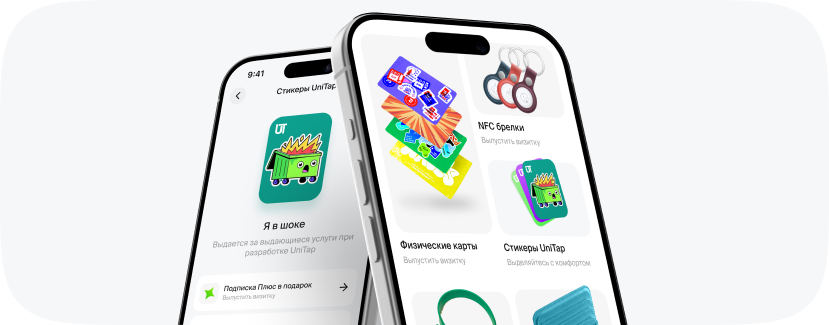 9:41
Стикеры UniTap
UT
Я в шоке
Выдается за выдающиеся услуги при
разработке UniTap
Подписка Плюс в подарок
Выпустить визитку
NFC брелки
Выпустить визитку
Физические карты
Выпустить визитку
UT
Стикеры UniTap
Выделяйтесь с комфортом